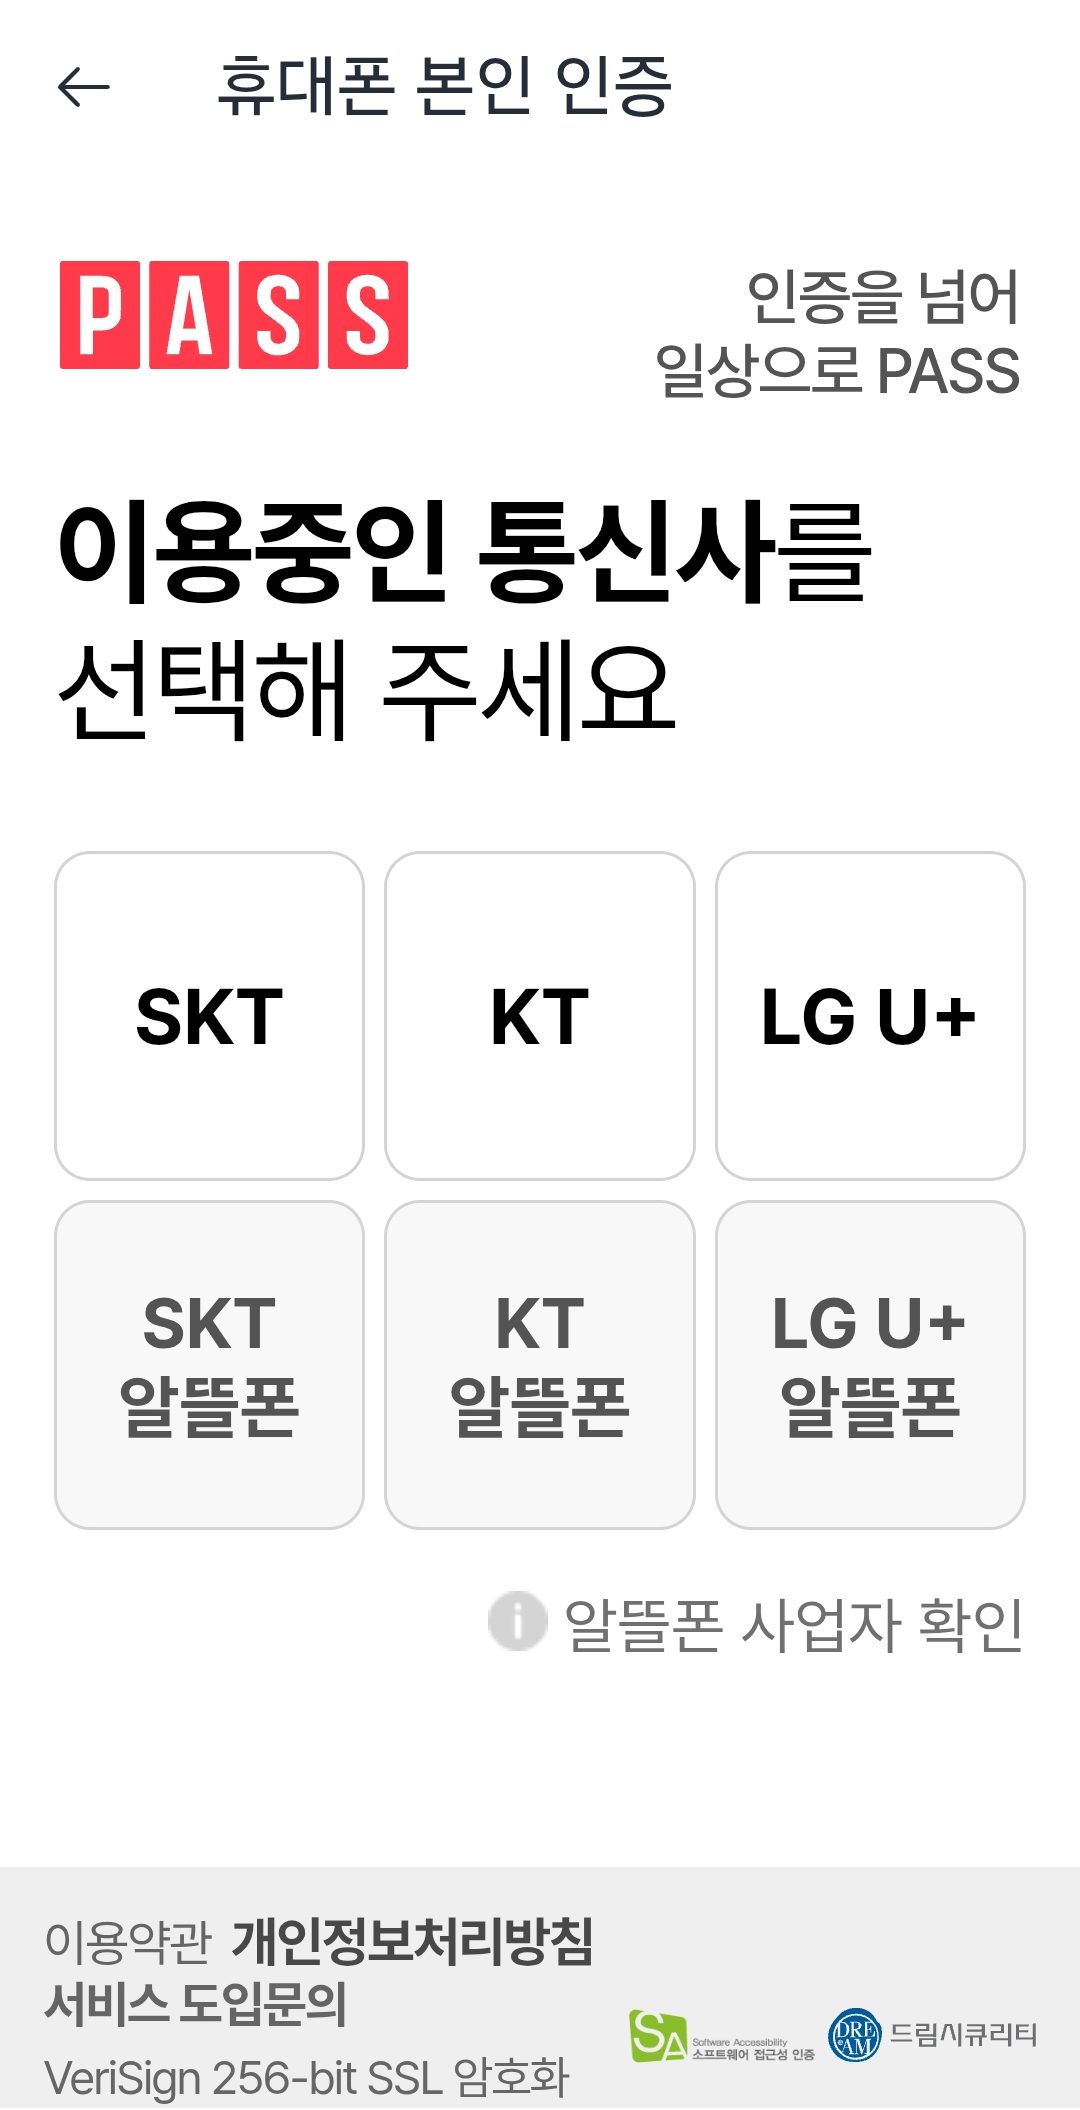 휴대폰 본인 인증
PASS
인증을 넘어
일상으로 PASS
이용중인 통신사를
선택해 주세요
SKT
KT
LG U+
SKT
알뜰폰
KT
알뜰폰
LG U+
알뜰폰
알뜰폰 사업자 확인
이용약관 개인정보처리방침
서비스 도입문의
VeriSign 256-bit SSL 암호화
SA
Software Accessibility
소프트웨어 접근성 인증
DRE
AM
드림시큐리티